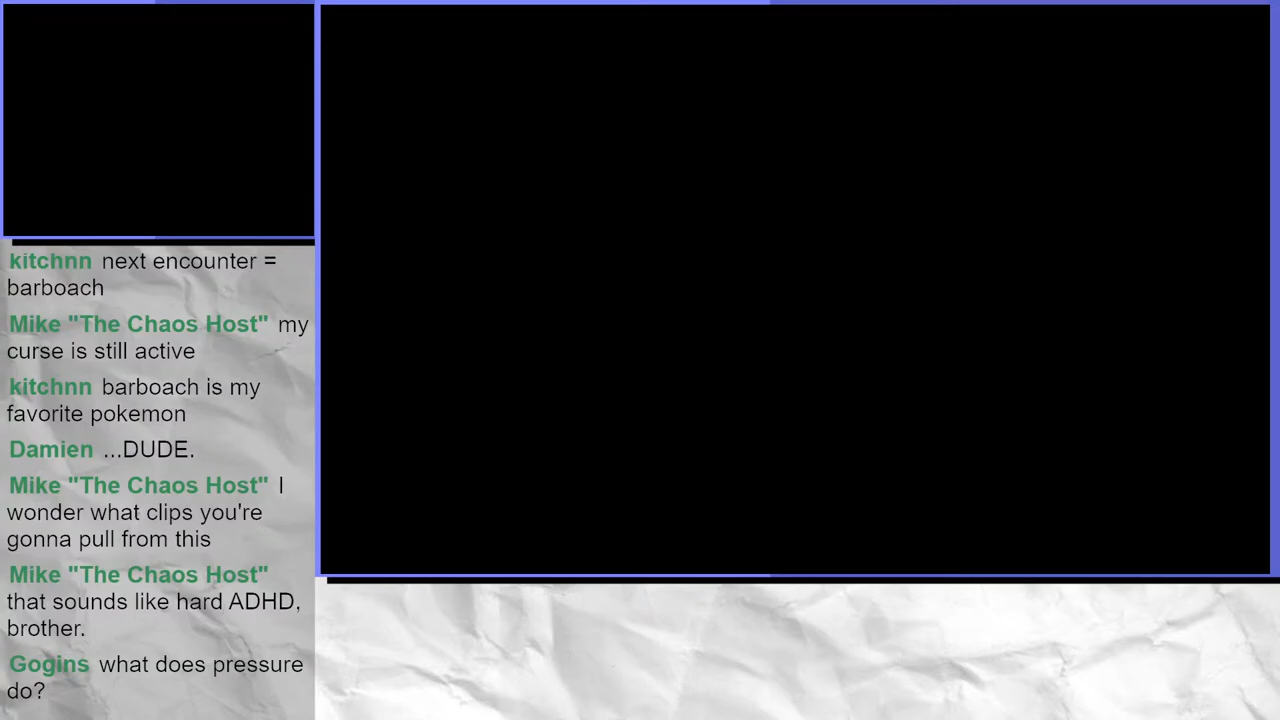 kitchnn next encounter =
barboach
Mike "The Chaos Host" my
curse is still active
kitchnn barboach is my
favorite pokemon
Damien ...DUDE.
Mike "The Chaos Host" I
wonder what clips you're
gonna pull from this
Mike "The Chaos Host"
that sounds like hard ADHD,
brother.
Gogins what does pressure
do?